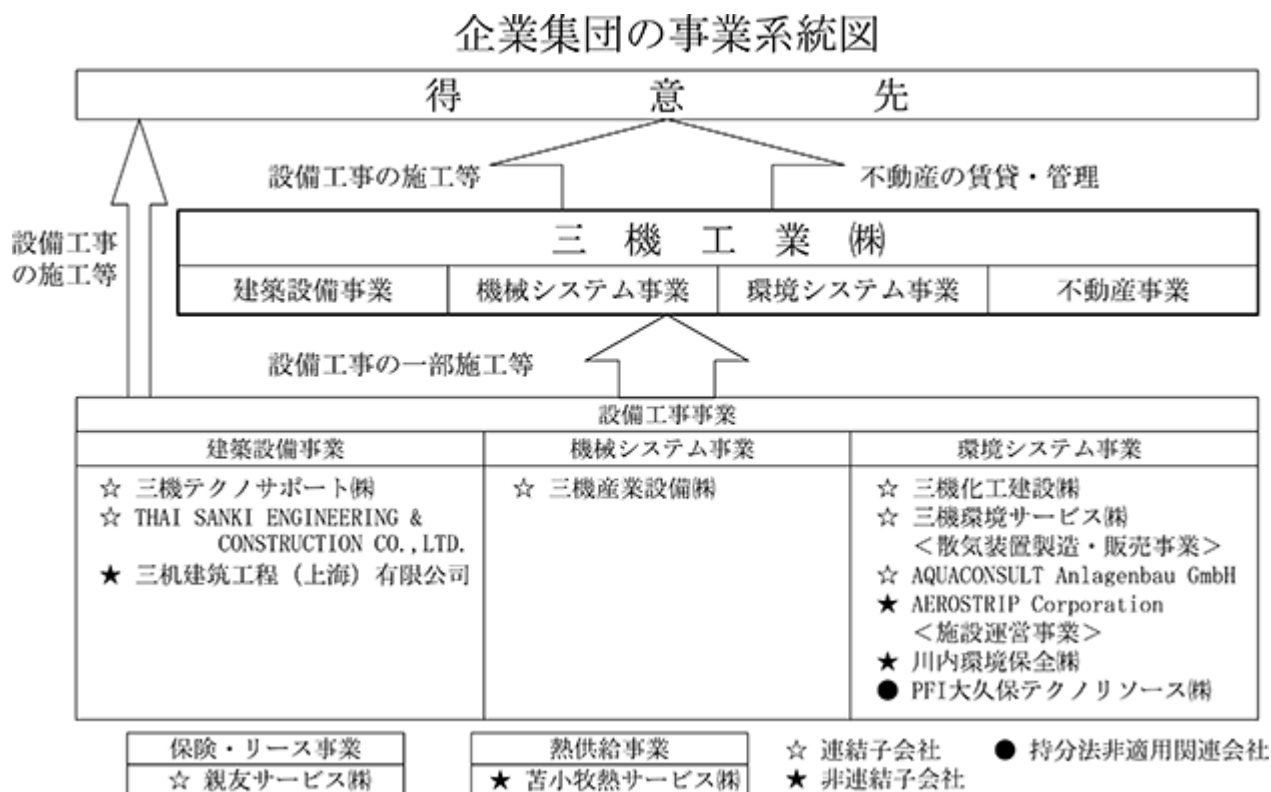 企業集団の事業系統図
得意先
設備工事の施工等
不動産の賃貸・管理
設備工事
の施工等
三機工業㈱
建築設備事業
機械システム事業
環境システム事業
不動産事業
設備工事の一部施工等
設備工事事業
建築設備事業
☆ 三機テクノサポート㈱
☆ THAI SANKI ENGINEERING &
CONSTRUCTION CO.,LTD.
★ 三机建筑工程（上海）有限公司
機械システム事業
☆ 三機産業設備㈱
環境システム事業
☆ 三機化工建設㈱
☆ 三機環境サービス㈱
＜散気装置製造・販売事業＞
☆ AQUACONSULT Anlagenbau GmbH
★ AEROSTRIP Corporation
＜施設運営事業＞
★ 川内環境保全㈱
● PFI大久保テクノリソース㈱
保険・リース事業
☆ 親友サービス㈱
熱供給事業
★ 苫小牧熱サービス㈱
☆ 連結子会社
● 持分法非適用関連会社
★ 非連結子会社